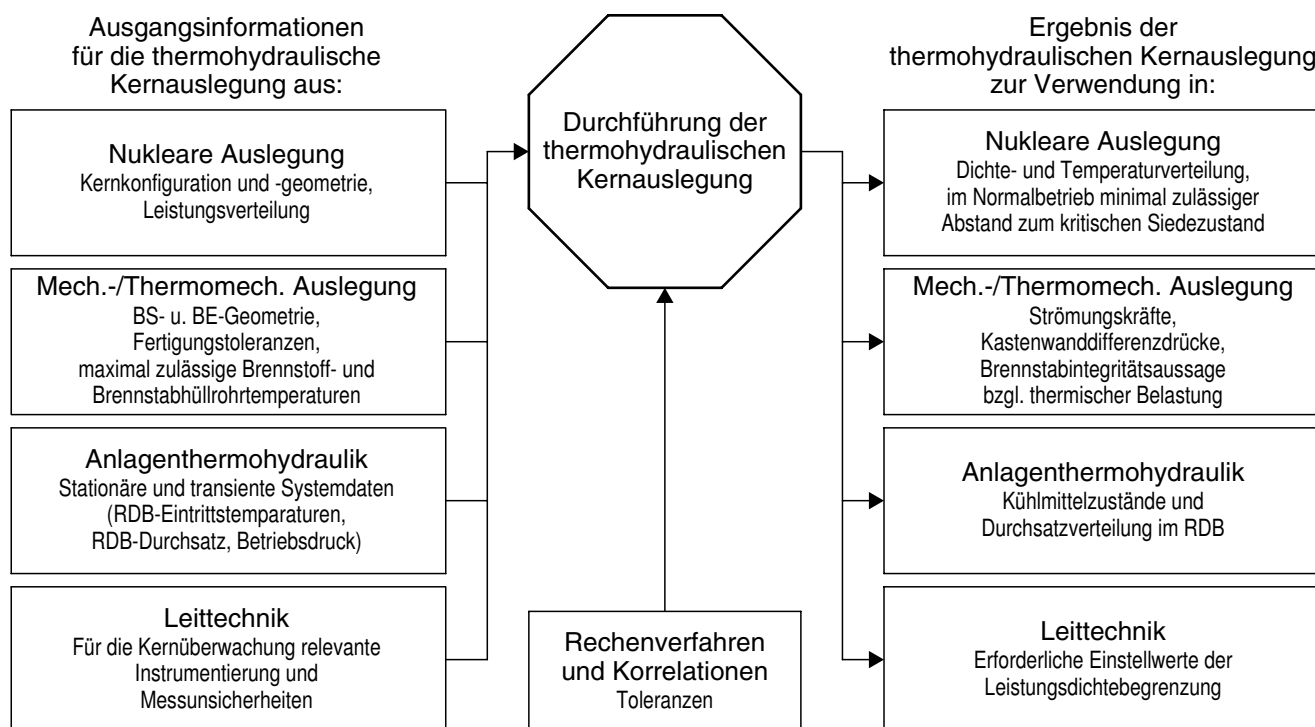 Ausgangsinformationen
für die thermohydraulische
Kernauslegung aus:
Nukleare Auslegung
Kernkonfiguration und -geometrie,
Leistungsverteilung
Mech.-/Thermomech. Auslegung
BS- u. BE-Geometrie,
Fertigungstoleranzen,
maximal zulässige Brennstoff- und
Brennstabhüllrohrtemperaturen
Anlagenthermohydraulik
Stationäre und transiente Systemdaten
(RDB-Eintrittstemparaturen,
RDB-Durchsatz, Betriebsdruck)
Leittechnik
Für die Kernüberwachung relevante
Instrumentierung und
Messunsicherheiten
Durchführung der
thermohydraulischen
Kernauslegung
Rechenverfahren
und Korrelationen
Toleranzen
Ergebnis der
thermohydraulischen Kernauslegung
zur Verwendung in:
Nukleare Auslegung
Dichte- und Temperaturverteilung,
im Normalbetrieb minimal zulässiger
Abstand zum kritischen Siedezustand
Mech.-/Thermomech. Auslegung
Strömungskräfte,
Kastenwanddifferenzdrücke,
Brennstabintegritätsaussage
bzgl. thermischer Belastung
Anlagenthermohydraulik
Kühlmittelzustände und
Durchsatzverteilung im RDB
Leittechnik
Erforderliche Einstellwerte der
Leistungsdichtebegrenzung